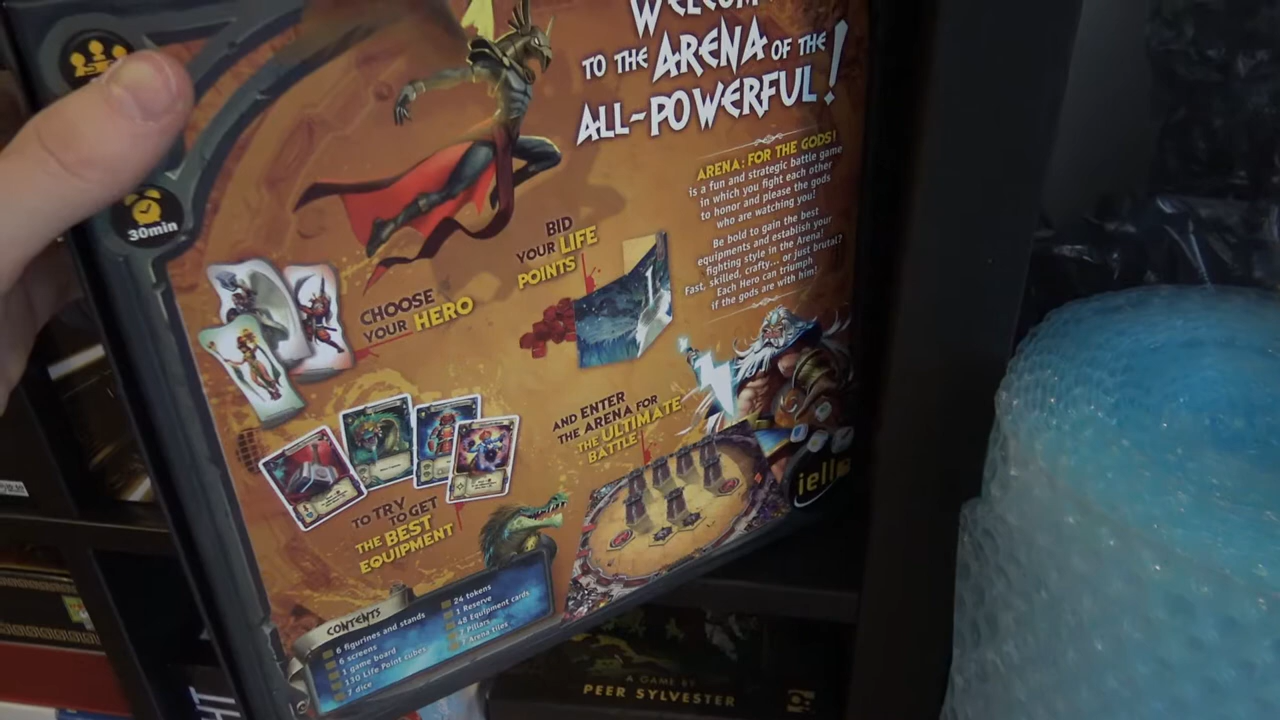 WELCOM
TO THE ARENA OF THE
ALL-POWERFUL!
ARENA: FOR THE GODS!
is a fun and strategic battle game
in which you fight each other
to honor and please the gods
who are watching you!
Be bold to gain the best
equipments and establish your
fighting style in the Arena!
Fast, skilled, crafty... or just brutal?
Each Hero can triumph
if the gods are with him!
30min
BID
YOUR LIFE
POINTS
CHOOSE
YOUR HERO
AND ENTER
THE ARENA FOR
THE ULTIMATE
BATTLE
TO TRY
TO GET
THE BEST
EQUIPMENT
iello
CONTENTS
6 figurines and stands
6 screens
1 game board
130 Life Point cubes
7 dice
24 tokens
1 Reserve
48 Equipment cards
7 Pillars
Arena tiles
A GAME BY
PEER SYLVESTER